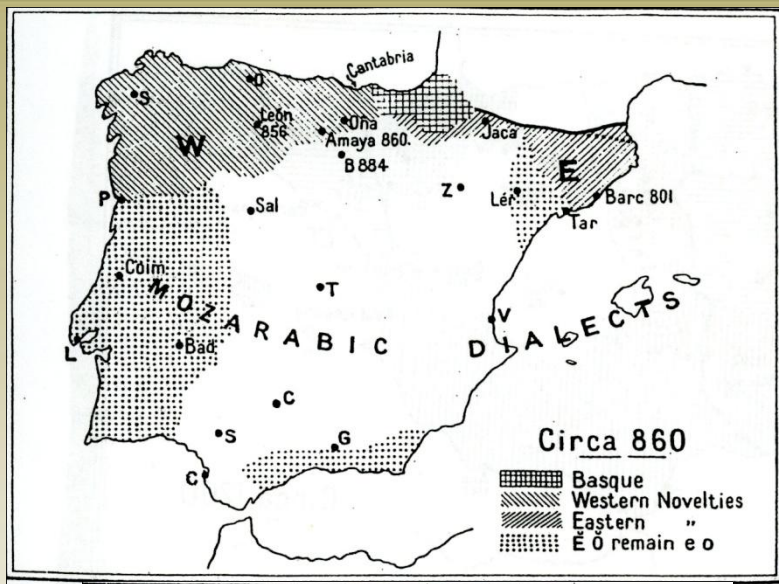 Cantabria
S
O
León
856
Oña
Amaya 860.
B 884
Jaca
W
E
Z
Lér
Barc 801
Tar
P
Sal
Coim
T
MOZARABIC DIALECTS
V
L
Bad
C
S
G
C
Circa 860
Basque
Western Novelties
Eastern "
Ĕ Ŏ remain e o